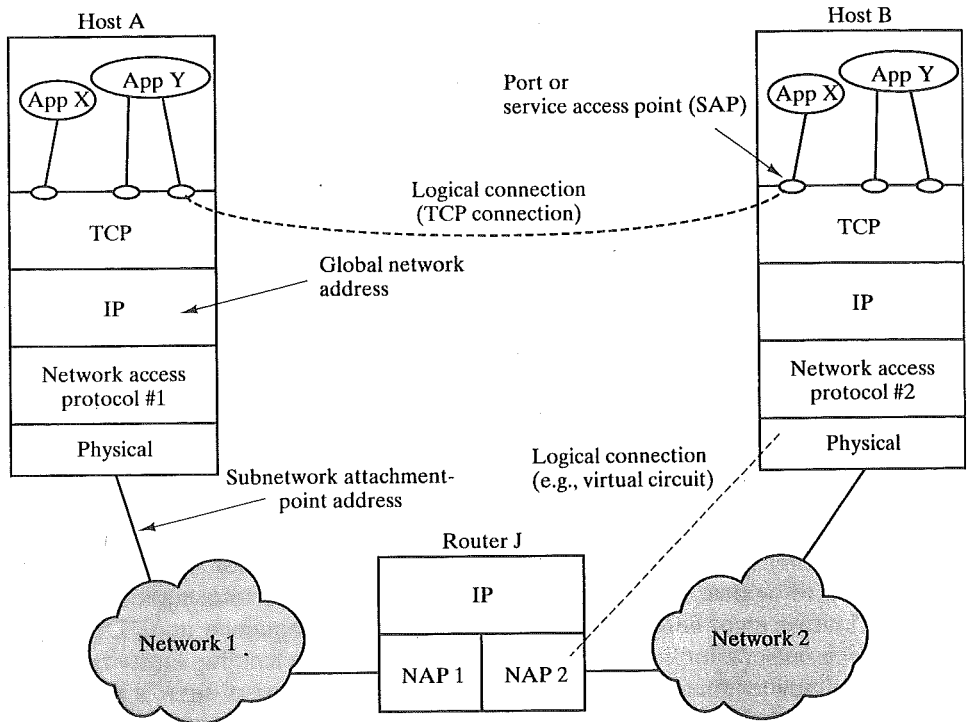 Host A
Host B
App X
App Y
Port or
service access point (SAP)
App X
App Y
Logical connection
(TCP connection)
TCP
TCP
Global network
address
IP
IP
Network access
protocol #1
Network access
protocol #2
Physical
Physical
Logical connection
(e.g., virtual circuit)
Subnetwork attachment-
point address
Router J
IP
Network 1
Network 2
NAP 1
NAP 2